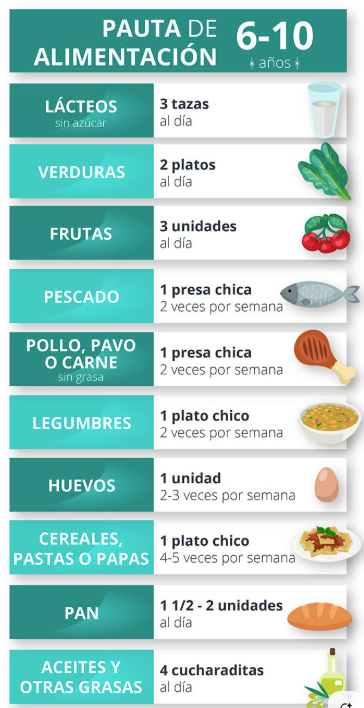 PAUTA DE
ALIMENTACIÓN
6-10
años
LÁCTEOS
sin azúcar
3 tazas
al día
VERDURAS
2 platos
al día
FRUTAS
3 unidades
al día
PESCADO
1 presa chica
2 veces por semana
POLLO, PAVO
O CARNE
sin grasa
1 presa chica
2 veces por semana
LEGUMBRES
1 plato chico
2 veces por semana
HUEVOS
1 unidad
2-3 veces por semana
CEREALES,
PASTAS O PAPAS
1 plato chico
4-5 veces por semana
PAN
1 1/2 - 2 unidades
al día
ACEITES Y
OTRAS GRASAS
4 cucharaditas
al día